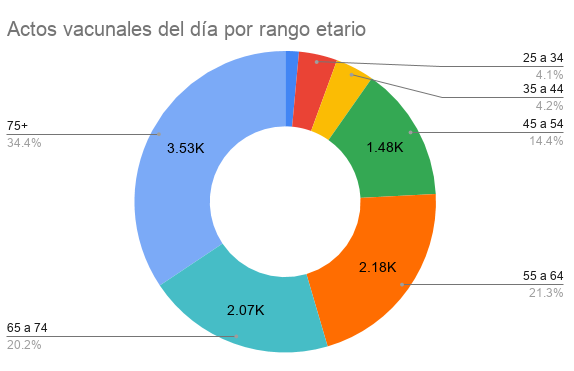 Actos vacunales del día por rango etario
25 a 34
4.1%
35 a 44
4.2%
45 a 54
14.4%
75+
34.4%
3.53K
1.48K
2.18K
55 a 64
21.3%
2.07K
65 a 74
20.2%